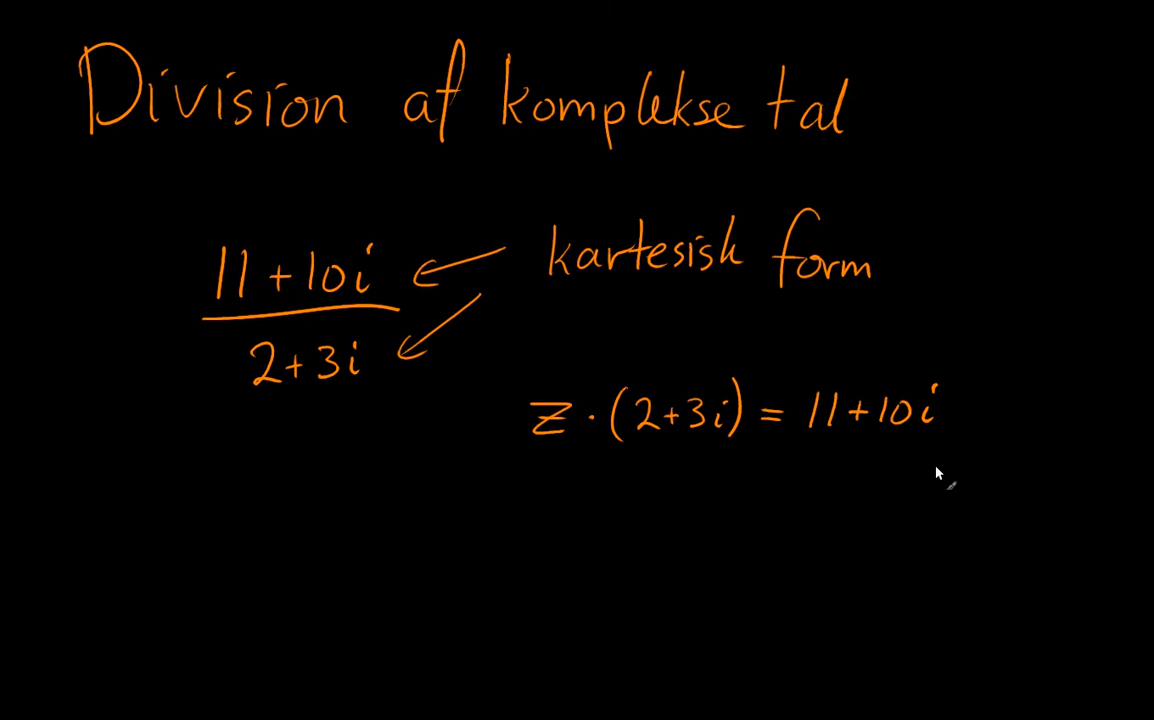 Division af komplekse tal
11+10i
2+3i
kartesisk form
z · (2+3i) = 11+10i